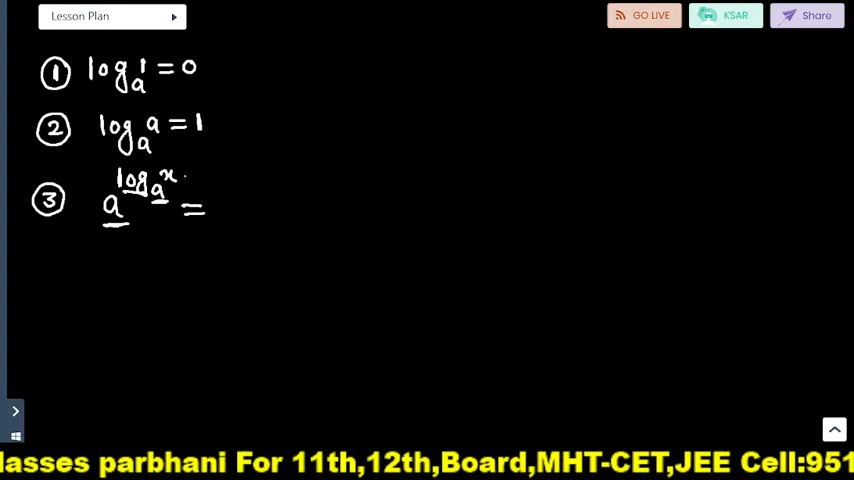 Lesson Plan
GO LIVE
KSAR
Share
① logₐ1 = 0
② logₐa = 1
③ a^(logₐx) =
lasses parbhani For 11th,12th,Board,MHT-CET,JEE Cell:951